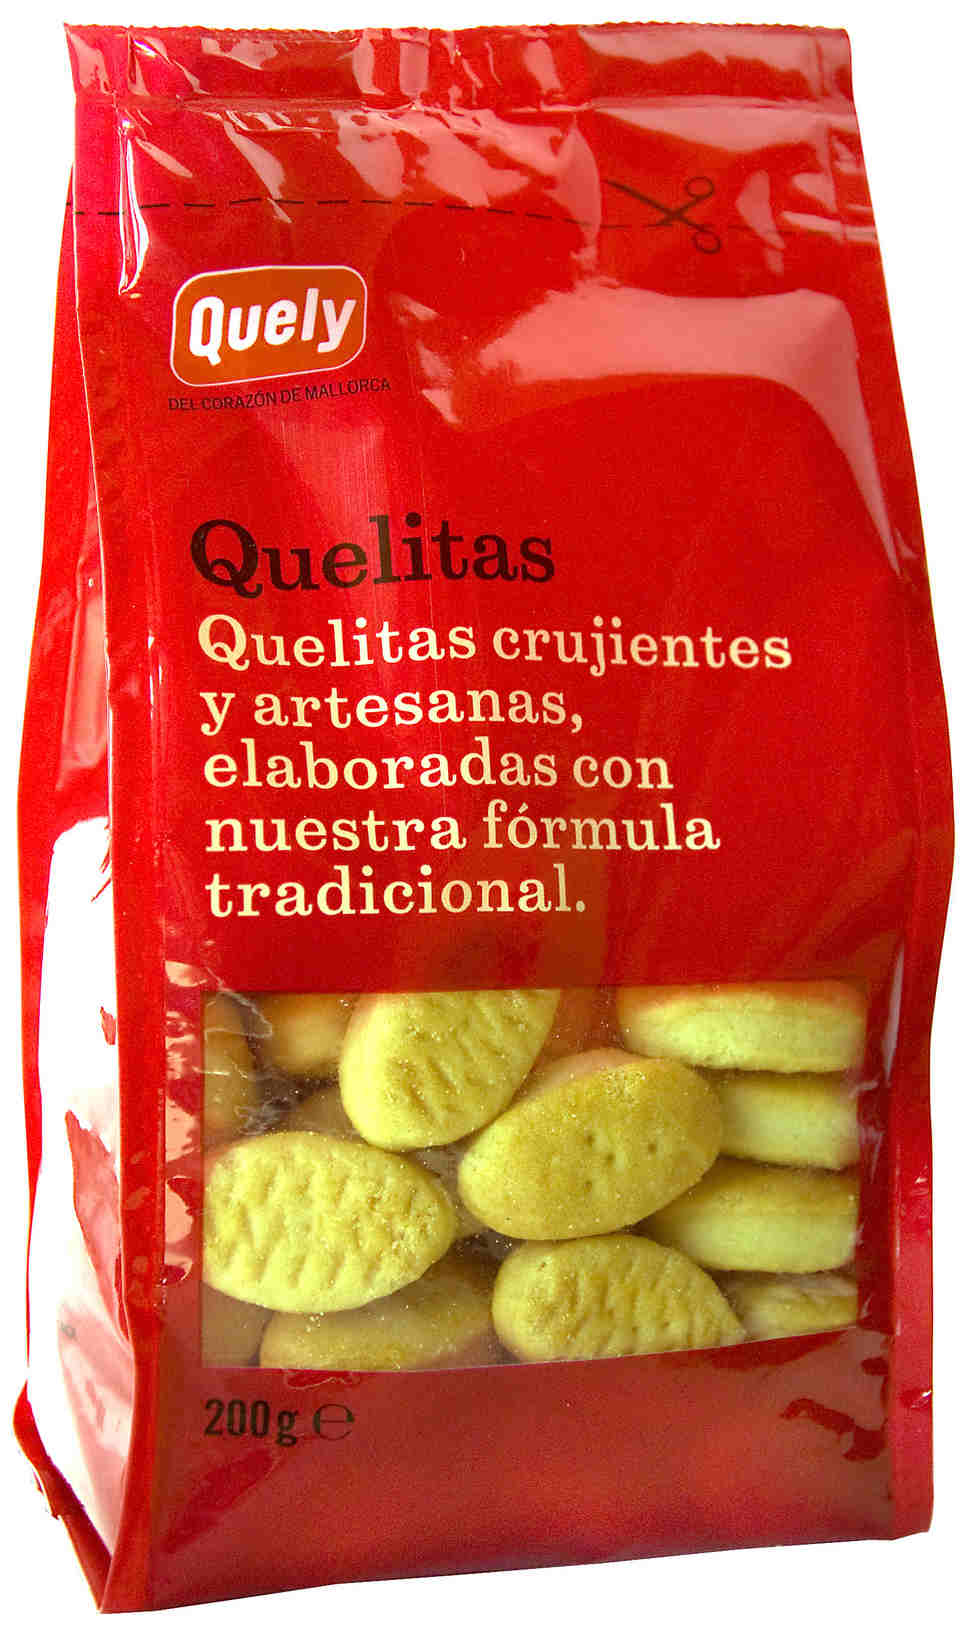 Quely
DEL CORAZÓN DE MALLORCA
Quelitas
Quelitas crujientes
y artesanas,
elaboradas con
nuestra fórmula
tradicional.
200g ℮